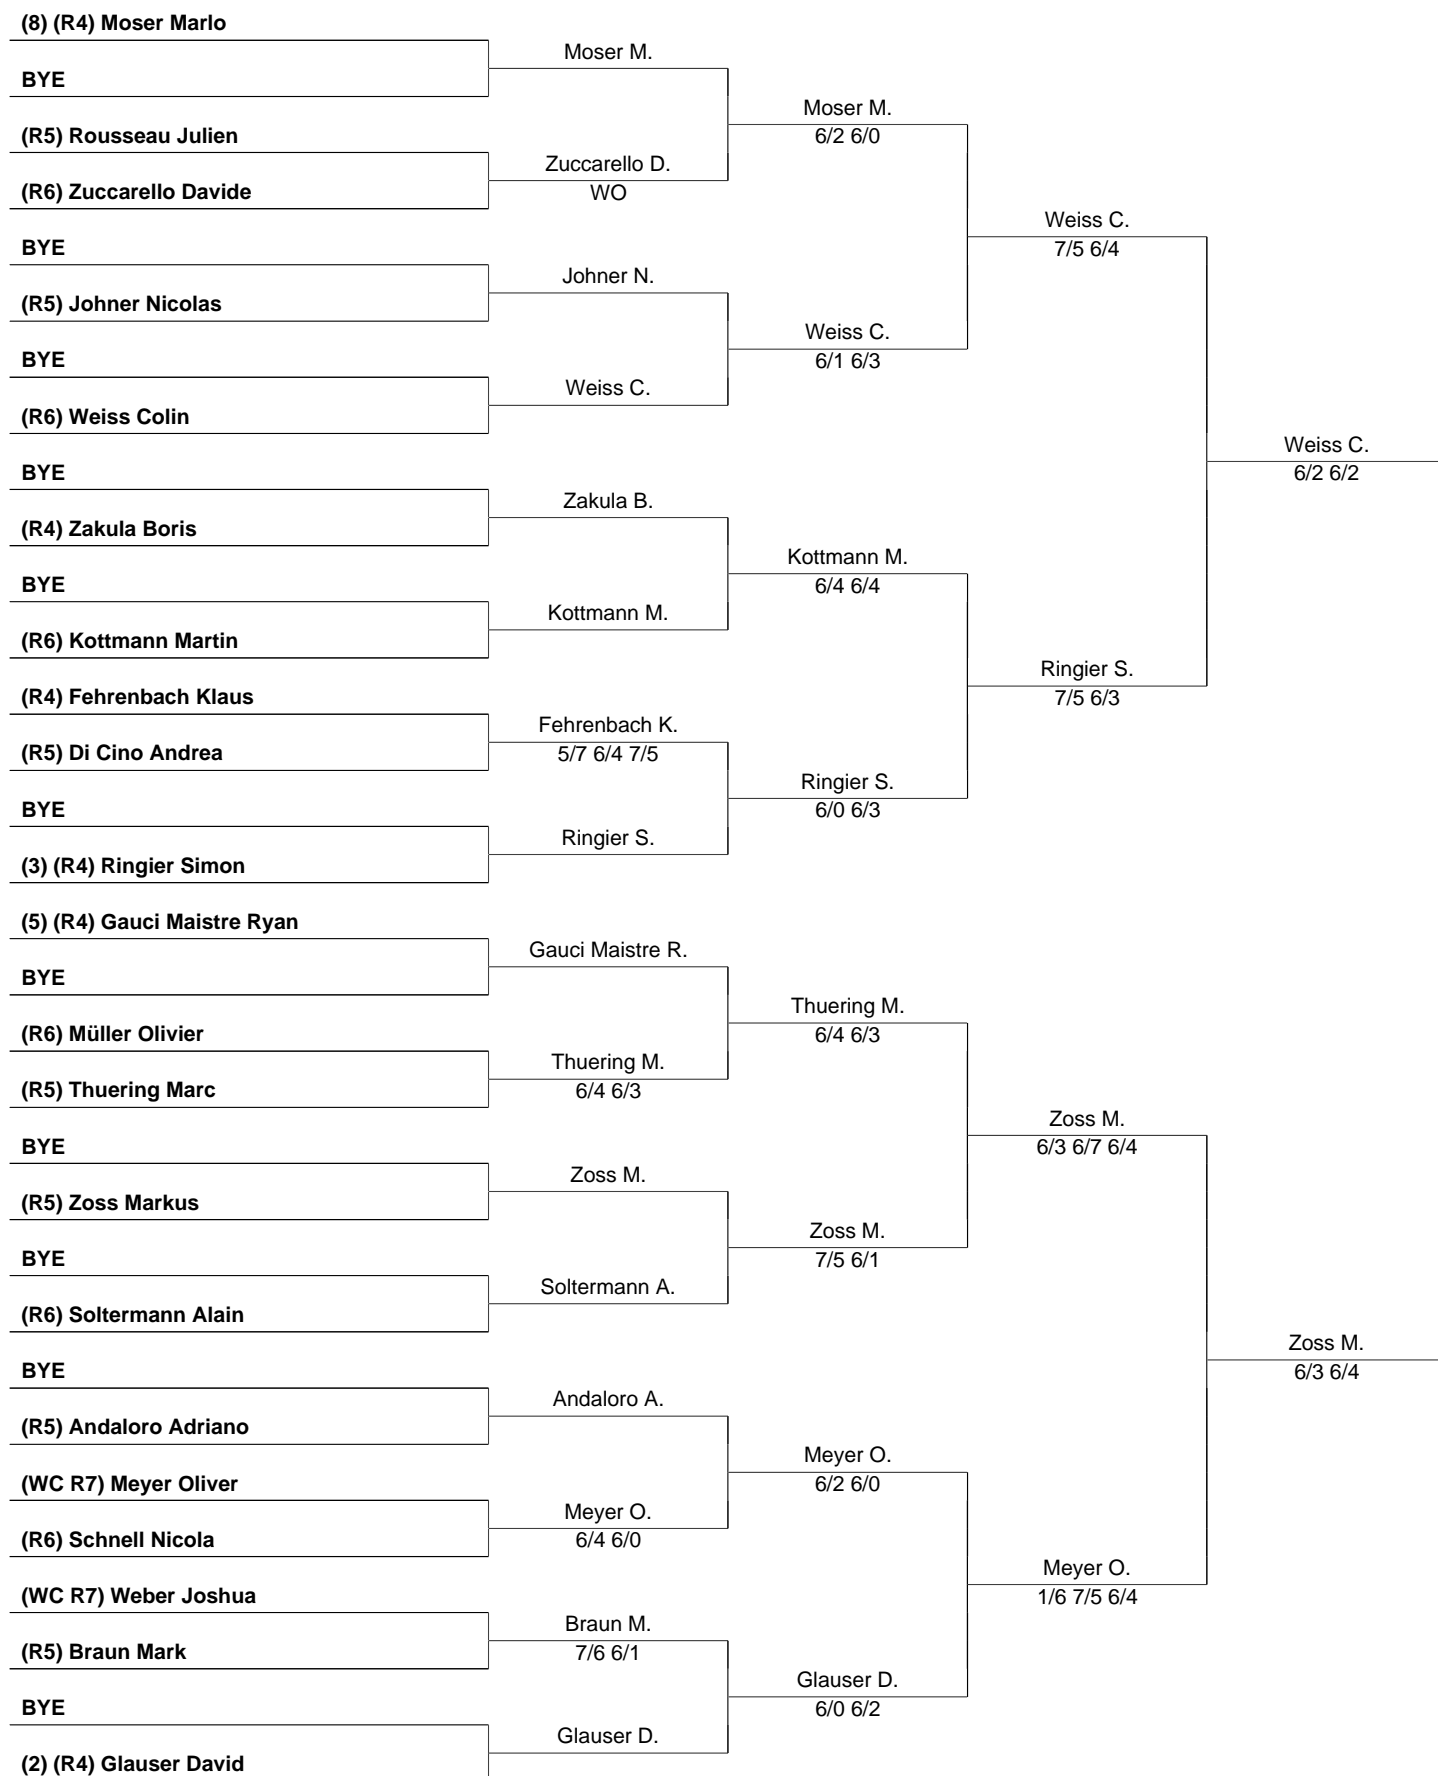 (8) (R4) Moser Marlo
Moser M.
BYE
Moser M.
6/2 6/0
(R5) Rousseau Julien
Zuccarello D.
WO
(R6) Zuccarello Davide
Weiss C.
7/5 6/4
BYE
Johner N.
(R5) Johner Nicolas
Weiss C.
6/1 6/3
BYE
Weiss C.
(R6) Weiss Colin
Weiss C.
6/2 6/2
BYE
Zakula B.
(R4) Zakula Boris
Kottmann M.
6/4 6/4
BYE
Kottmann M.
(R6) Kottmann Martin
Ringier S.
7/5 6/3
(R4) Fehrenbach Klaus
Fehrenbach K.
5/7 6/4 7/5
(R5) Di Cino Andrea
Ringier S.
6/0 6/3
BYE
Ringier S.
(3) (R4) Ringier Simon
(5) (R4) Gauci Maistre Ryan
Gauci Maistre R.
BYE
Thuering M.
6/4 6/3
(R6) Müller Olivier
Thuering M.
6/4 6/3
(R5) Thuering Marc
Zoss M.
6/3 6/7 6/4
BYE
Zoss M.
(R5) Zoss Markus
Zoss M.
7/5 6/1
BYE
Soltermann A.
(R6) Soltermann Alain
Zoss M.
6/3 6/4
BYE
Andaloro A.
(R5) Andaloro Adriano
Meyer O.
6/2 6/0
(WC R7) Meyer Oliver
Meyer O.
6/4 6/0
(R6) Schnell Nicola
Meyer O.
1/6 7/5 6/4
(WC R7) Weber Joshua
Braun M.
7/6 6/1
(R5) Braun Mark
Glauser D.
6/0 6/2
BYE
Glauser D.
(2) (R4) Glauser David